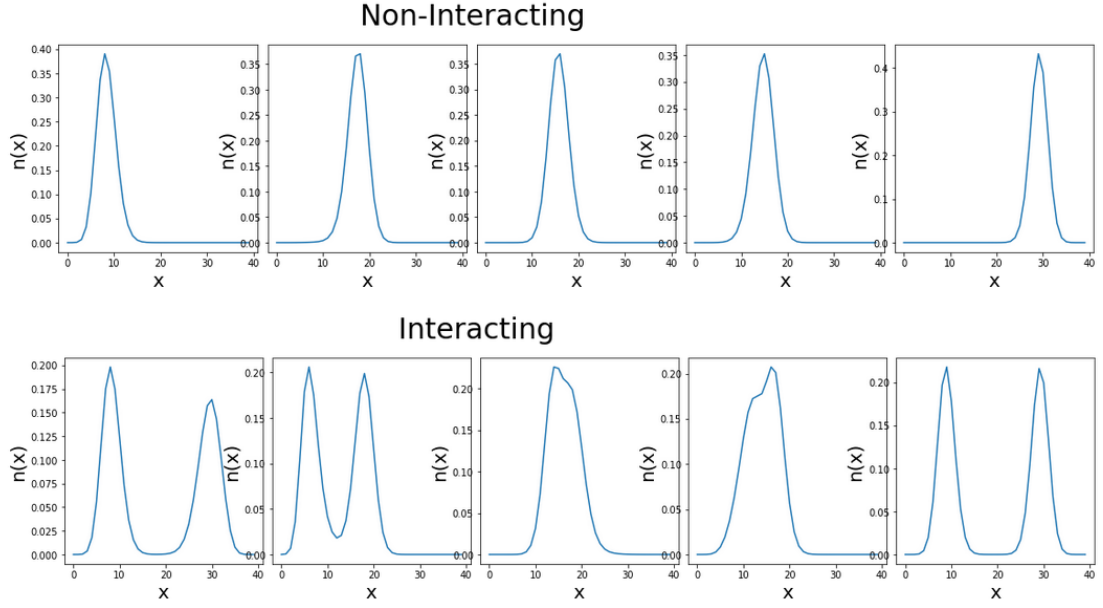 Non-Interacting
0.40 0.35 0.30 0.25 0.20 0.15 0.10 0.05 0.00
n(x)
0 10 20 30 40
x
0.35 0.30 0.25 0.20 0.15 0.10 0.05 0.00
n(x)
0 10 20 30 40
x
0.35 0.30 0.25 0.20 0.15 0.10 0.05 0.00
n(x)
0 10 20 30 40
x
0.35 0.30 0.25 0.20 0.15 0.10 0.05 0.00
n(x)
0 10 20 30 40
x
0.4 0.3 0.2 0.1 0.0
n(x)
0 10 20 30 40
x
Interacting
0.200 0.175 0.150 0.125 0.100 0.075 0.050 0.025 0.000
n(x)
0 10 20 30 40
x
0.20 0.15 0.10 0.05 0.00
n(x)
0 10 20 30 40
x
0.20 0.15 0.10 0.05 0.00
n(x)
0 10 20 30 40
x
0.20 0.15 0.10 0.05 0.00
n(x)
0 10 20 30 40
x
0.20 0.15 0.10 0.05 0.00
n(x)
0 10 20 30 40
x